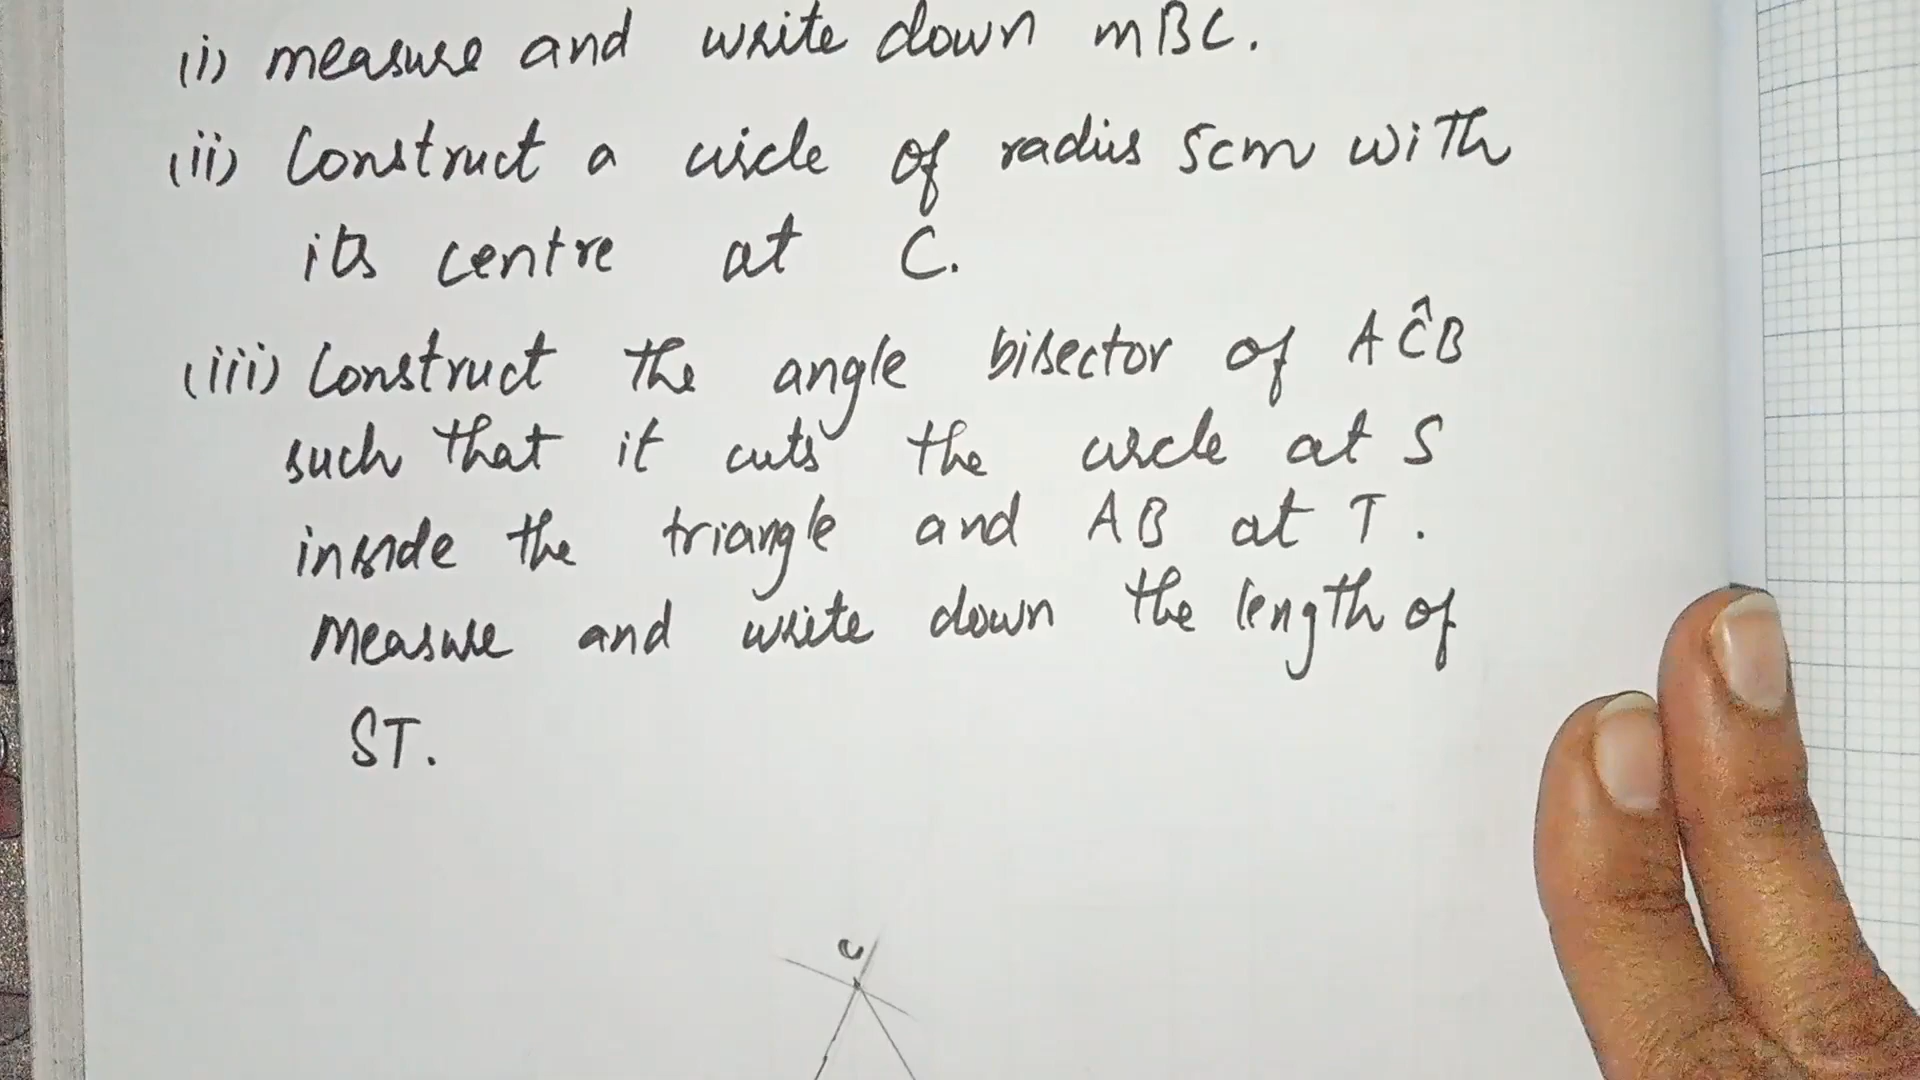 (i) measure and write down mBC.
(ii) Construct a circle of radius 5cm with
its centre at C.
(iii) Construct the angle bisector of AĈB
such that it cuts the circle at S
inside the triangle and AB at T.
Measure and write down the length of
ST.
C